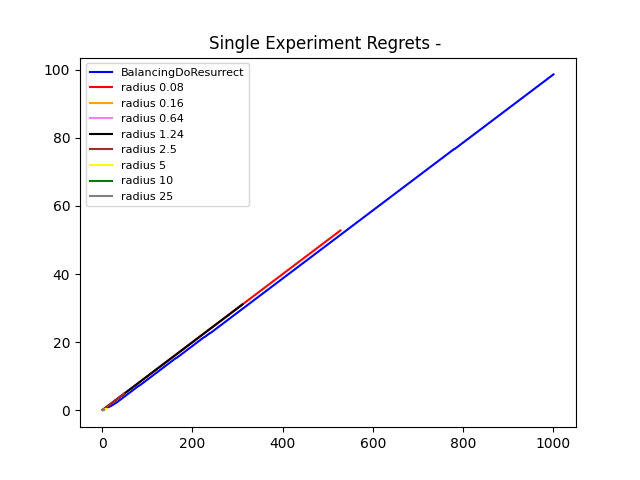 Single Experiment Regrets -
100
80
60
40
20
0
BalancingDoResurrect
radius 0.08
radius 0.16
radius 0.64
radius 1.24
radius 2.5
radius 5
radius 10
radius 25
0 200 400 600 800 1000